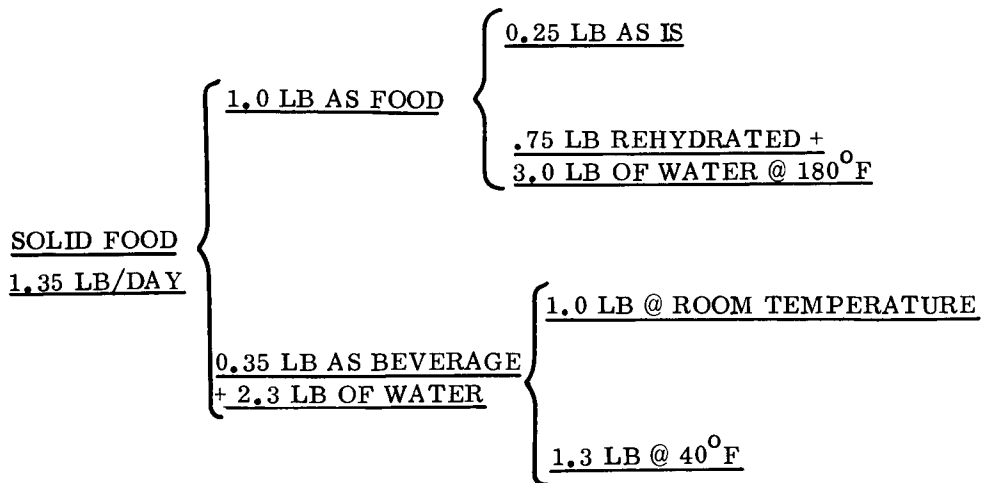 0.25 LB AS IS
1.0 LB AS FOOD
.75 LB REHYDRATED +
3.0 LB OF WATER @ 180°F
SOLID FOOD
1.35 LB/DAY
1.0 LB @ ROOM TEMPERATURE
0.35 LB AS BEVERAGE
+ 2.3 LB OF WATER
1.3 LB @ 40°F